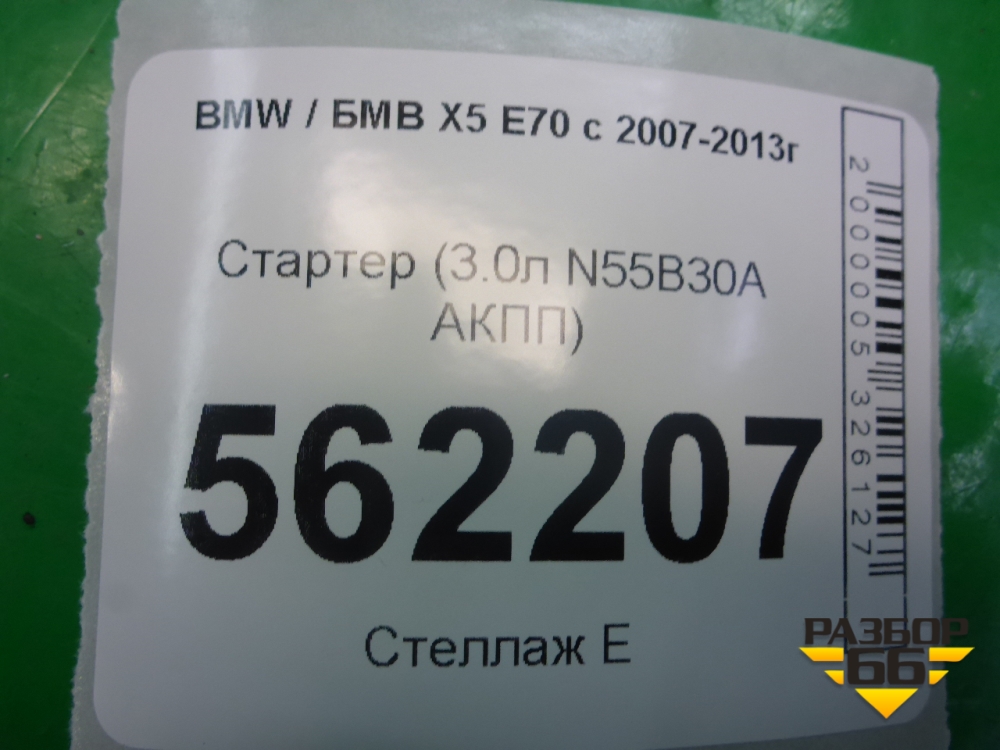 BMW / БМВ X5 E70 с 2007-2013г
Стартер (3.0л N55B30A
АКПП)
562207
Стеллаж Е
2000005326127
РАЗБОР
66